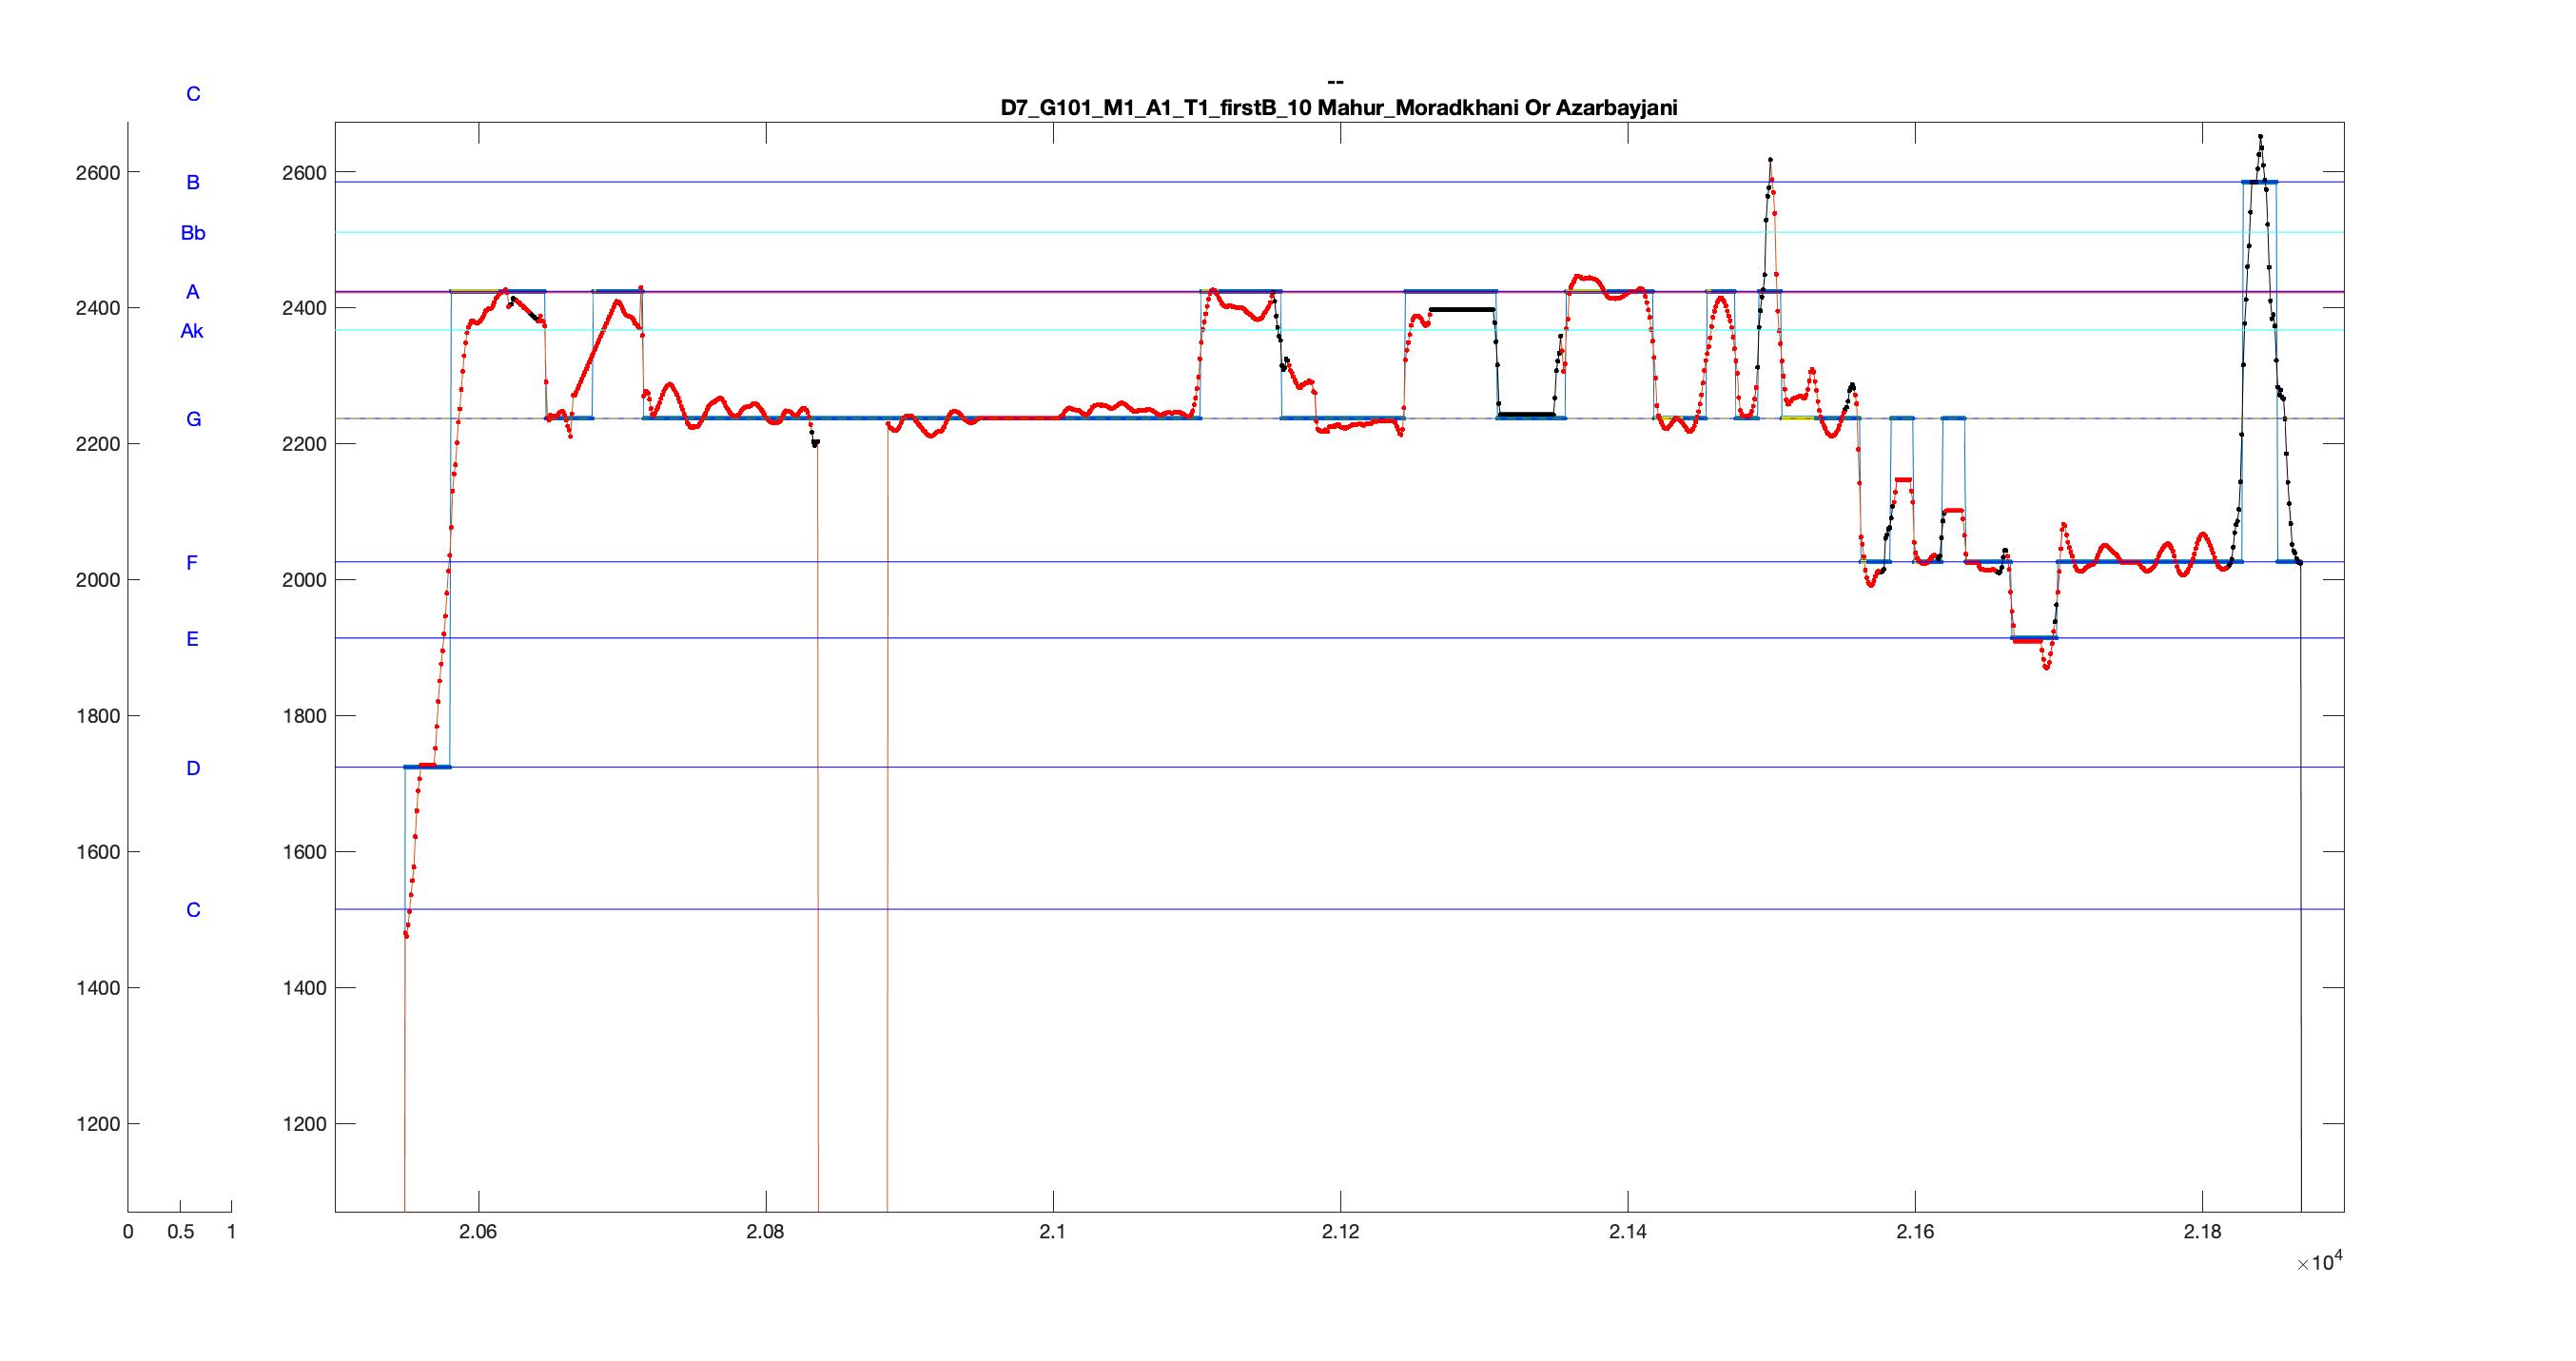 --
D7_G101_M1_A1_T1_firstB_10 Mahur_Moradkhani Or Azarbayjani
C
B
Bb
A
Ak
G
F
E
D
C
2600
2400
2200
2000
1800
1600
1400
1200
0 0.5 1
2600
2400
2200
2000
1800
1600
1400
1200
2.06 2.08 2.1 2.12 2.14 2.16 2.18
×10⁴